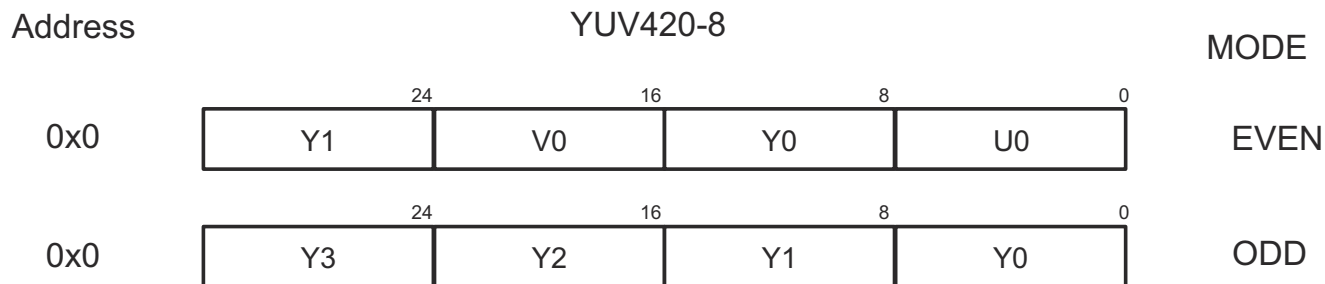 Address YUV420-8
MODE
24 16 8 0
0x0 Y1 V0 Y0 U0 EVEN
24 16 8 0
0x0 Y3 Y2 Y1 Y0 ODD